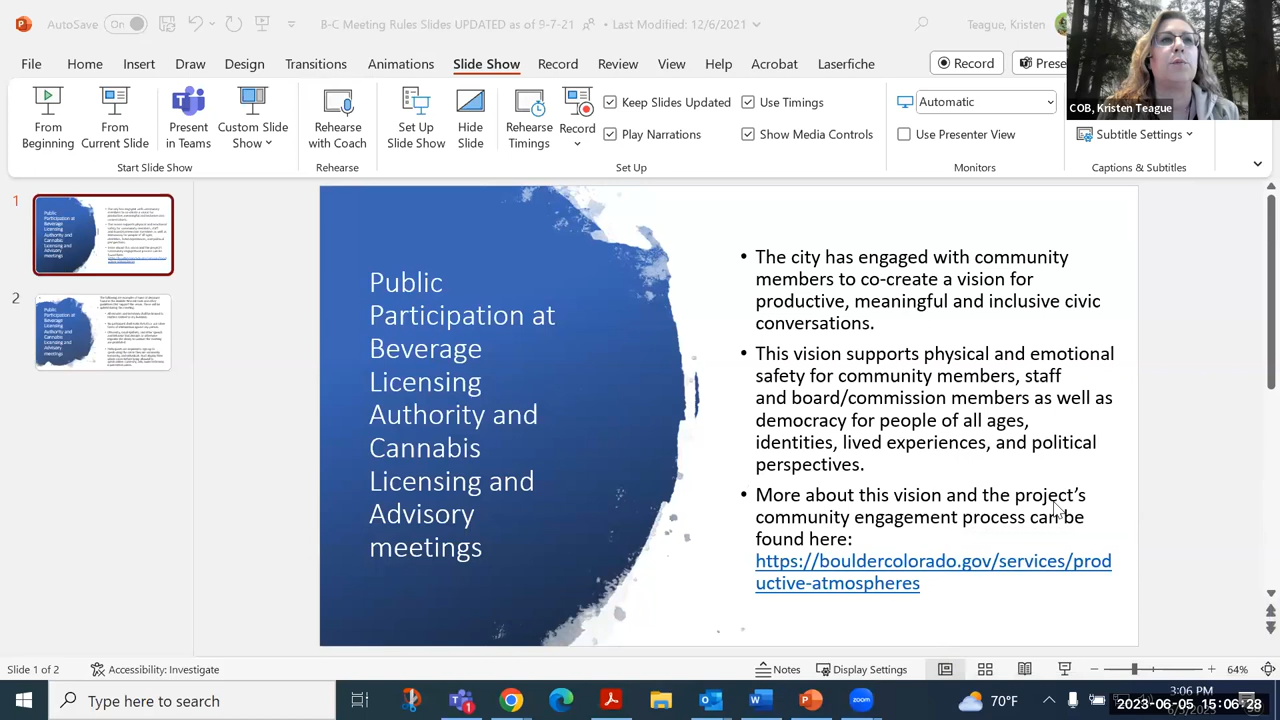 AutoSave On
B-C Meeting Rules Slides UPDATED as of 9-7-21 • Last Modified: 12/6/2021
Teague, Kristen
File Home Insert Draw Design Transitions Animations Slide Show Record Review View Help Acrobat Laserfiche
Record
COB, Kristen Teague
From Beginning
From Current Slide
Present in Teams
Custom Slide Show
Rehearse with Coach
Set Up Slide Show
Hide Slide
Rehearse Timings
Record
Keep Slides Updated
Use Timings
Play Narrations
Show Media Controls
Automatic
Use Presenter View
Subtitle Settings
Start Slide Show
Rehearse
Set Up
Monitors
Captions & Subtitles
1
2
Public
Participation at
Beverage
Licensing
Authority and
Cannabis
Licensing and
Advisory
meetings
• The city has engaged with community
members to co-create a vision for
productive, meaningful and inclusive civic
conversations.
• This vision supports physical and emotional
safety for community members, staff
and board/commission members as well as
democracy for people of all ages,
identities, lived experiences, and political
perspectives.
• More about this vision and the project's
community engagement process can be
found here:
https://bouldercolorado.gov/services/prod
uctive-atmospheres
Slide 1 of 2
Accessibility: Investigate
Notes
Display Settings
64%
Type here to search
70°F
3:06 PM
2023-06-05 15:06:28